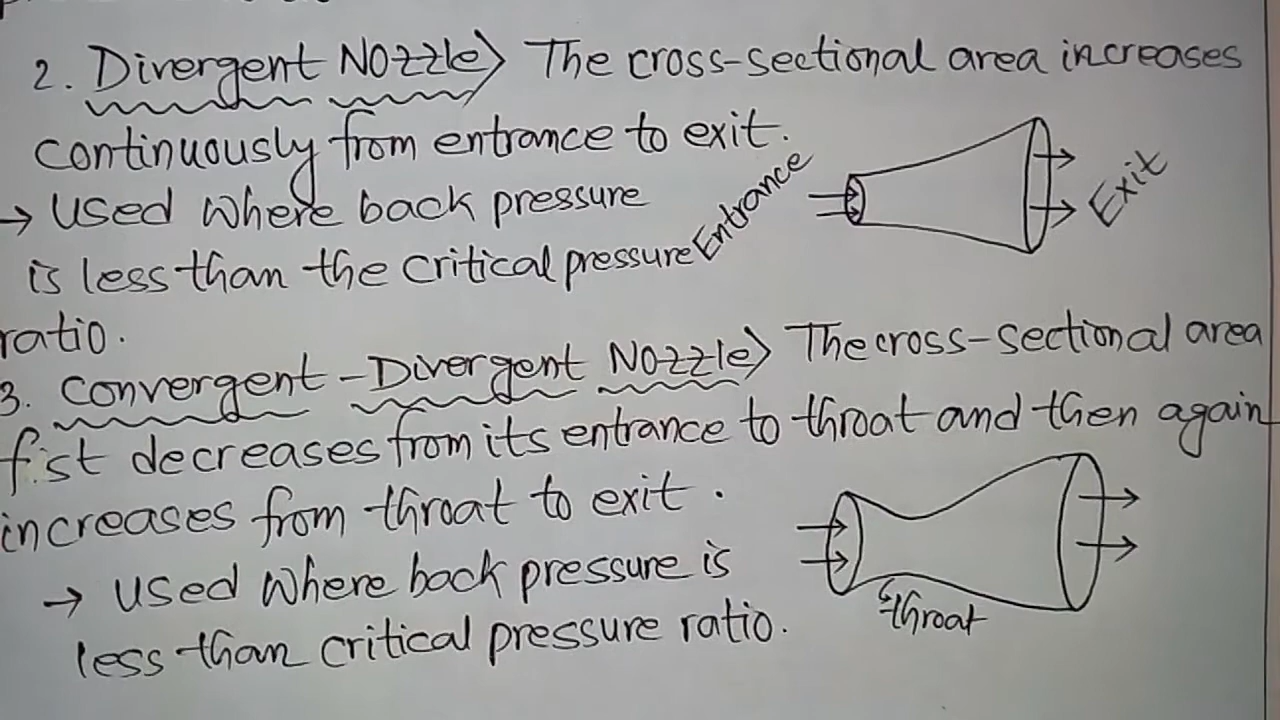 2. Divergent Nozzle> The cross-sectional area increases
continuously from entrance to exit.
→ Used where back pressure
is less than the critical pressure
ratio.
Entrance
Exit
3. Convergent-Divergent Nozzle> The cross-sectional area
first decreases from its entrance to throat and then again
increases from throat to exit.
→ Used where back pressure is
less than critical pressure ratio.
throat